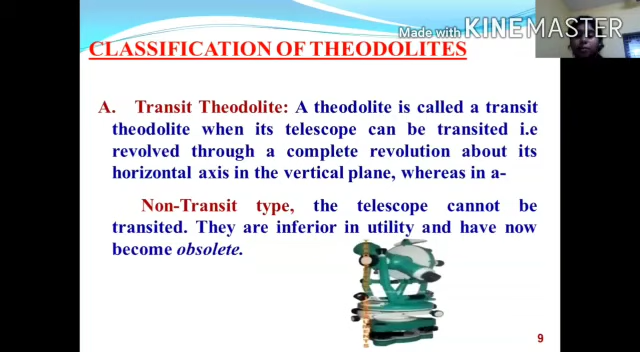 Made with KINEMASTER
CLASSIFICATION OF THEODOLITES
A. Transit Theodolite: A theodolite is called a transit
theodolite when its telescope can be transited i.e
revolved through a complete revolution about its
horizontal axis in the vertical plane, whereas in a-
Non-Transit type, the telescope cannot be
transited. They are inferior in utility and have now
become obsolete.
9